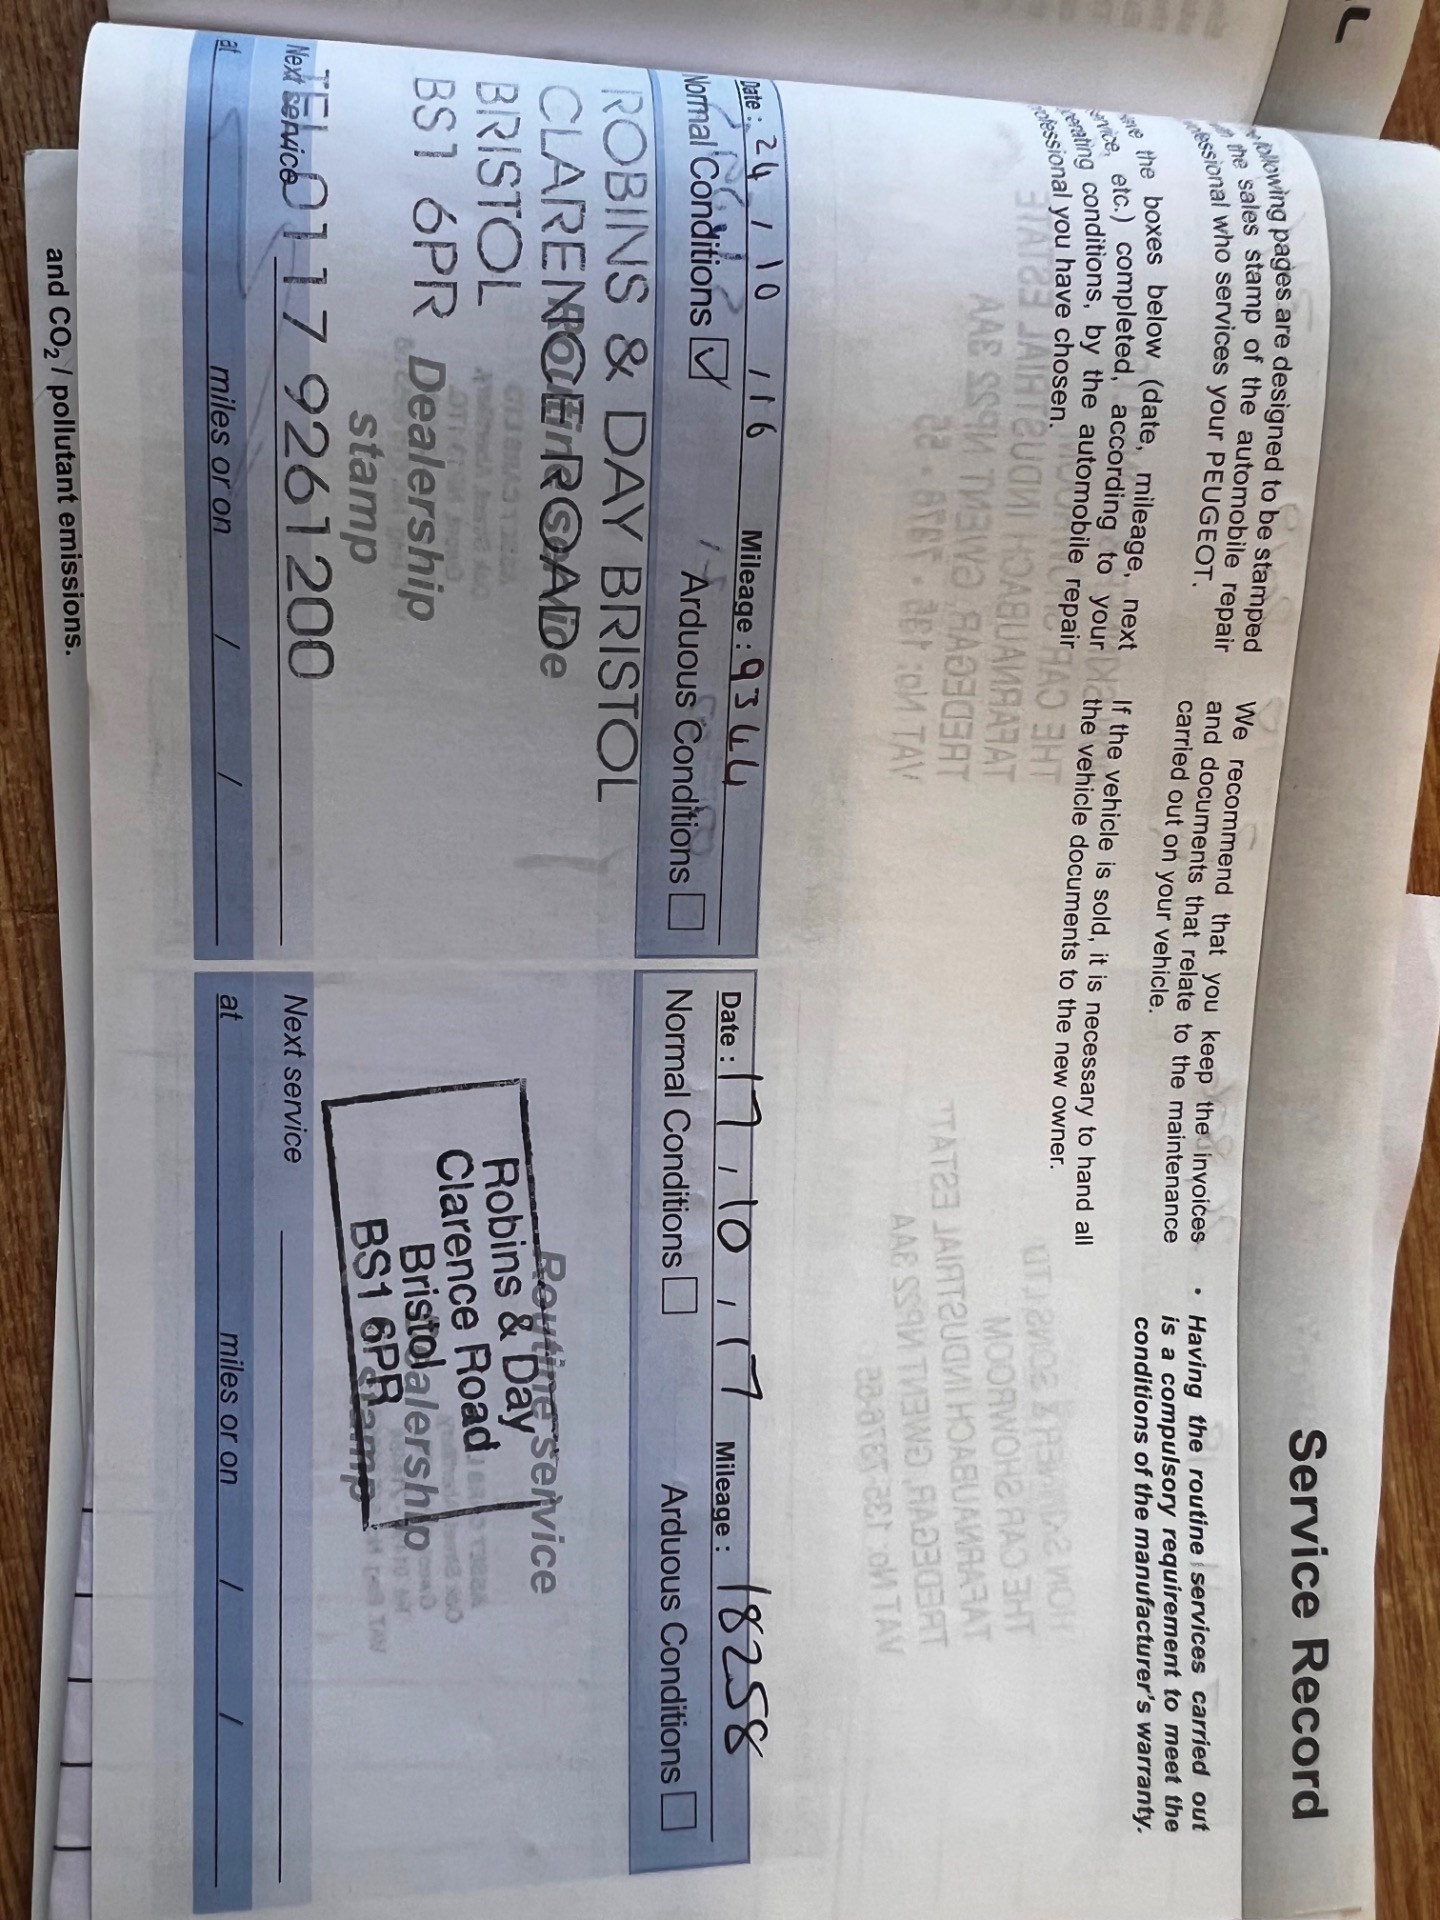 Service Record
following pages are designed to be stamped
the sales stamp of the automobile repair
professional who services your PEUGEOT.
the boxes below (date, mileage, next
service, etc.) completed, according to your
operating conditions, by the automobile repair
professional you have chosen.
We recommend that you keep the invoices
and documents that relate to the maintenance
carried out on your vehicle.
If the vehicle is sold, it is necessary to hand all
the vehicle documents to the new owner.
• Having the routine services carried out
is a compulsory requirement to meet the
conditions of the manufacturer's warranty.
Date : 24 / 10 / 16 Mileage : 9344
Normal Conditions ☑ Arduous Conditions ☐
ROBINS & DAY BRISTOL
CLARENCE ROAD
BRISTOL
BS1 6PR Dealership
stamp
TEL 0117 9261200
Next service
at miles or on / /
Date : 17 / 10 / 17 Mileage : 18258
Normal Conditions ☐ Arduous Conditions ☐
Routine service
Robins & Day
Clarence Road
Bristol
Dealership
BS1 6PR
stamp
Next service
at miles or on / /
and CO₂ / pollutant emissions.